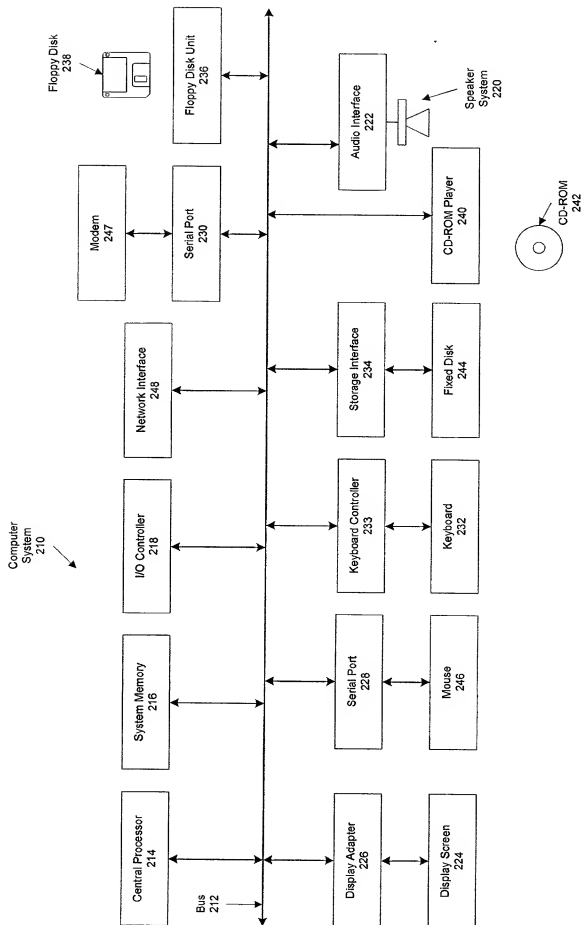 Computer
System
210
Central Processor
214
System Memory
216
I/O Controller
218
Network Interface
248
Modem
247
Serial Port
230
Floppy Disk
238
Floppy Disk Unit
236
Bus
212
Display Adapter
226
Display Screen
224
Serial Port
228
Mouse
246
Keyboard Controller
233
Keyboard
232
Storage Interface
234
Fixed Disk
244
CD-ROM Player
240
CD-ROM
242
Audio Interface
222
Speaker
System
220